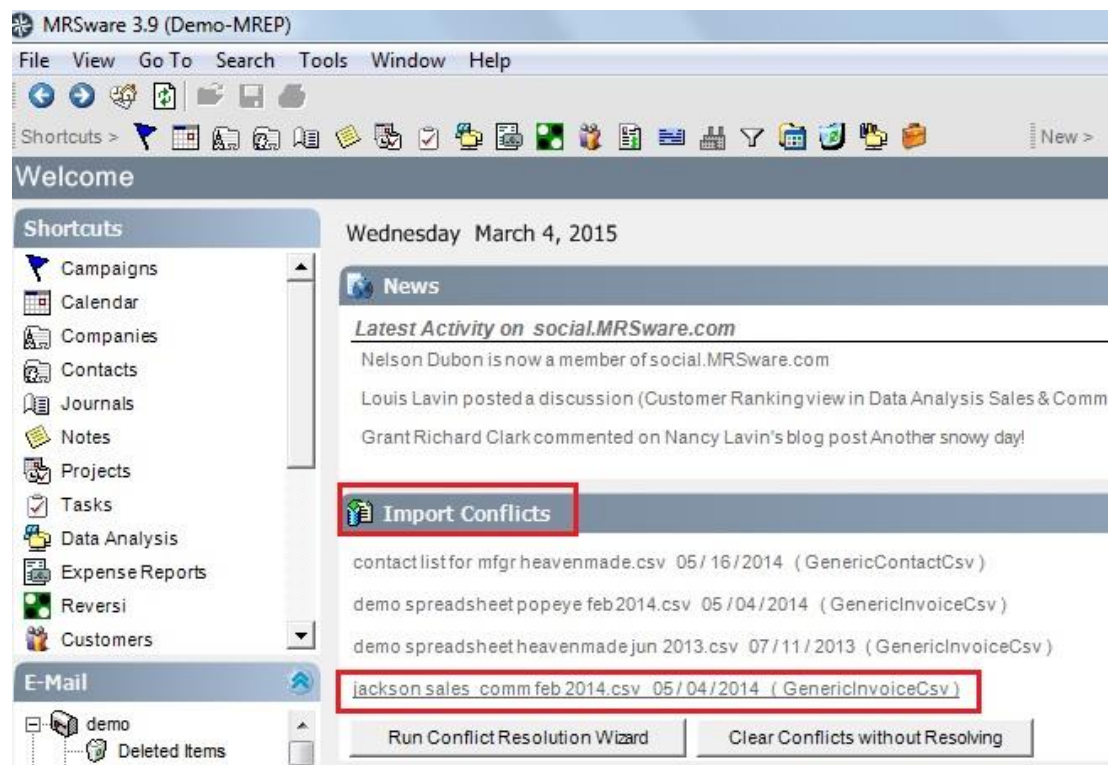 MRSware 3.9 (Demo-MREP)
File View Go To Search Tools Window Help
Shortcuts >
New >
Welcome
Shortcuts
Campaigns
Calendar
Companies
Contacts
Journals
Notes
Projects
Tasks
Data Analysis
Expense Reports
Reversi
Customers
E-Mail
demo
Deleted Items
Wednesday March 4, 2015
News
Latest Activity on social.MRSware.com
Nelson Dubon is now a member of social.MRSware.com
Louis Lavin posted a discussion (Customer Ranking view in Data Analysis Sales & Comm
Grant Richard Clark commented on Nancy Lavin's blog post Another snowy day!
Import Conflicts
contact list for mfgr heavenmade.csv 05/16/2014 (GenericContactCsv)
demo spreadsheet popeye feb 2014.csv 05/04/2014 (GenericInvoiceCsv)
demo spreadsheet heavenmade jun 2013.csv 07/11/2013 (GenericInvoiceCsv)
jackson sales comm feb 2014.csv 05/04/2014 (GenericInvoiceCsv)
Run Conflict Resolution Wizard Clear Conflicts without Resolving